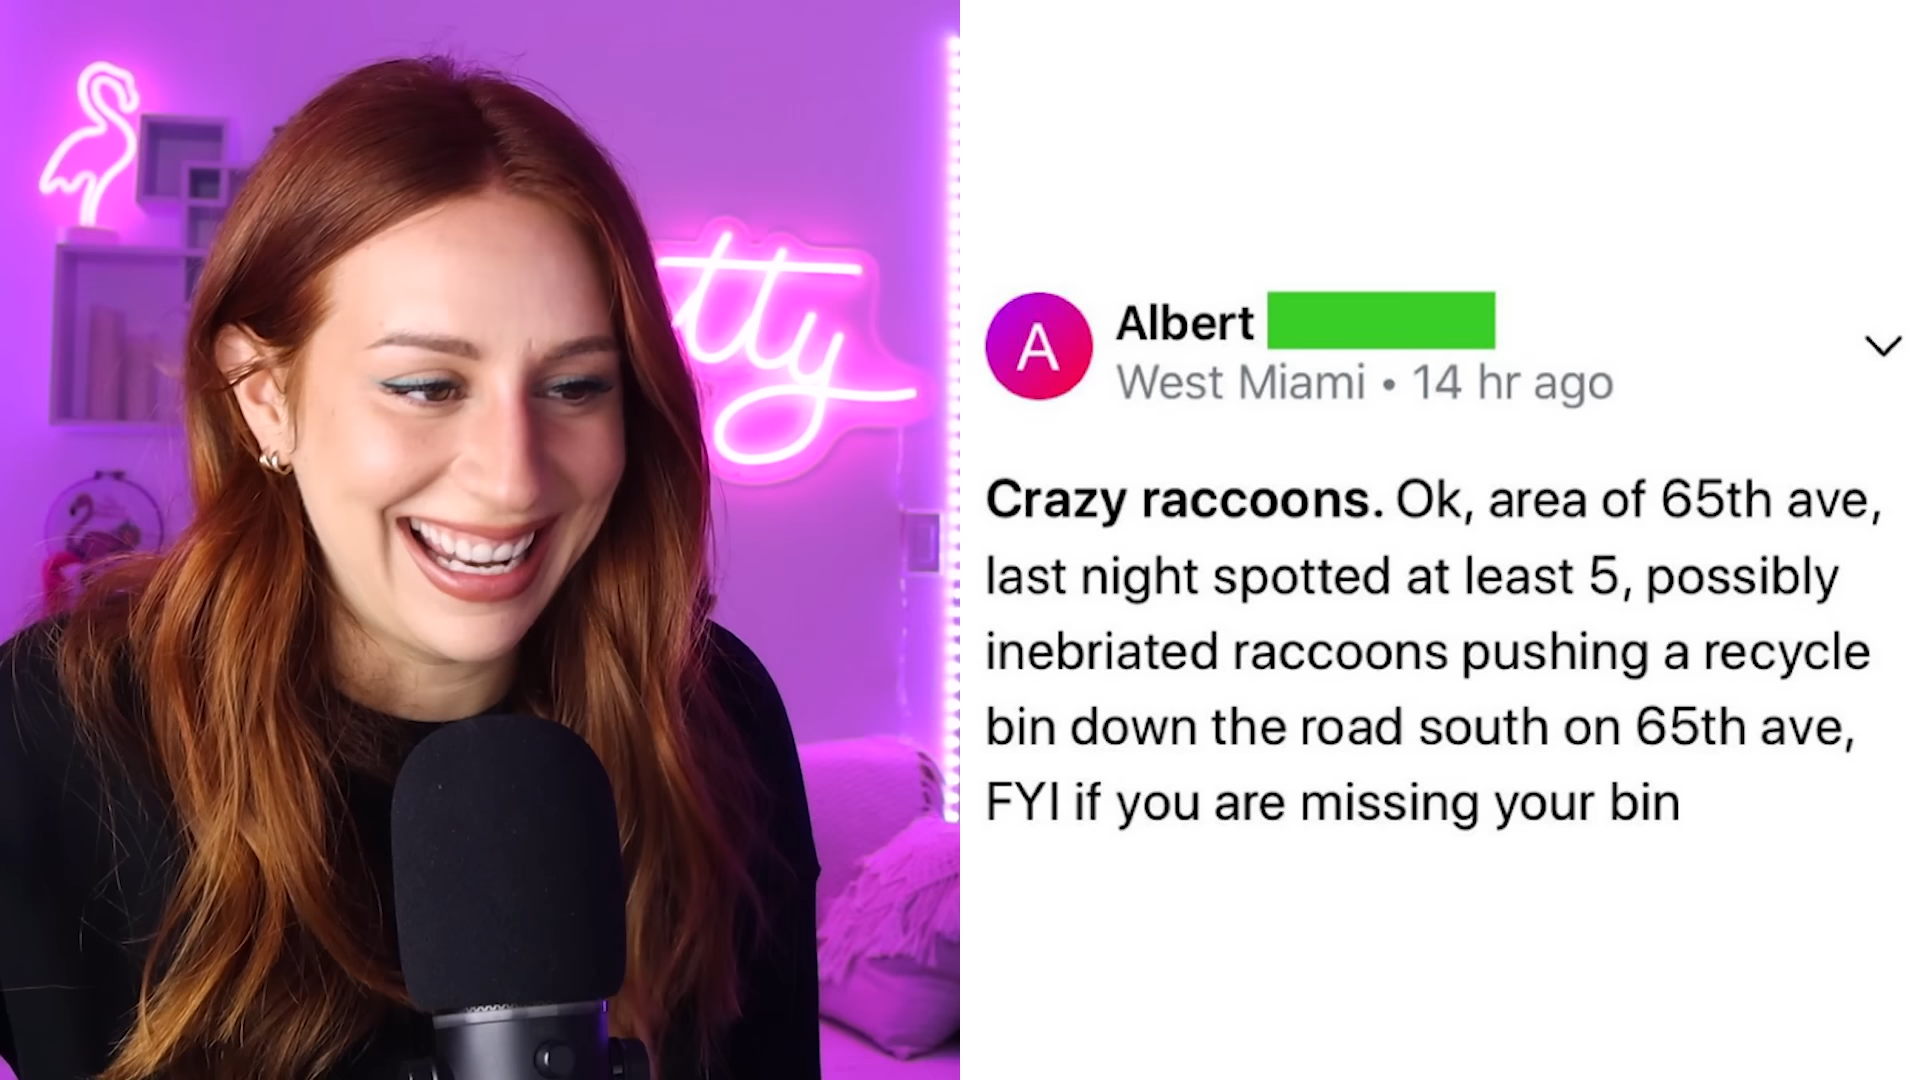 tty
Albert
West Miami • 14 hr ago
A
Crazy raccoons. Ok, area of 65th ave,
last night spotted at least 5, possibly
inebriated raccoons pushing a recycle
bin down the road south on 65th ave,
FYI if you are missing your bin